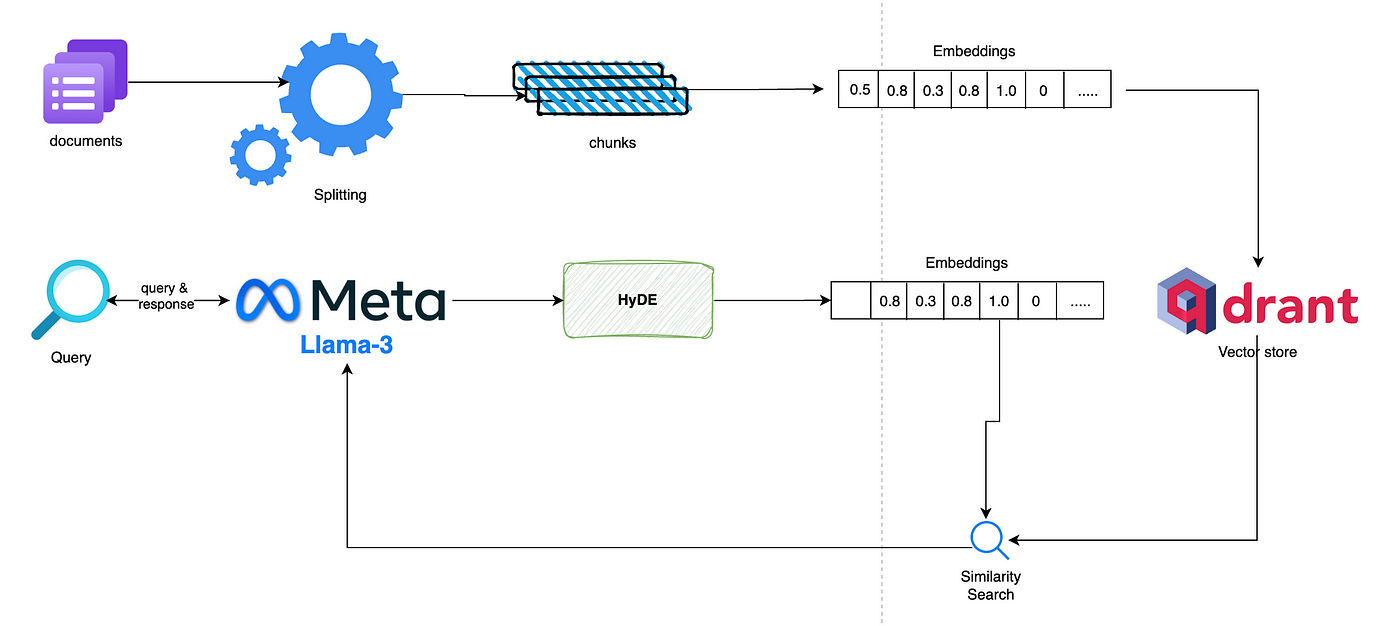 Embeddings
0.5 0.8 0.3 0.8 1.0 0 .....
documents
chunks
Splitting
Embeddings
query &
response
Meta
HyDE
0.8 0.3 0.8 1.0 0 .....
qdrant
Llama-3
Query
Vector store
Similarity
Search